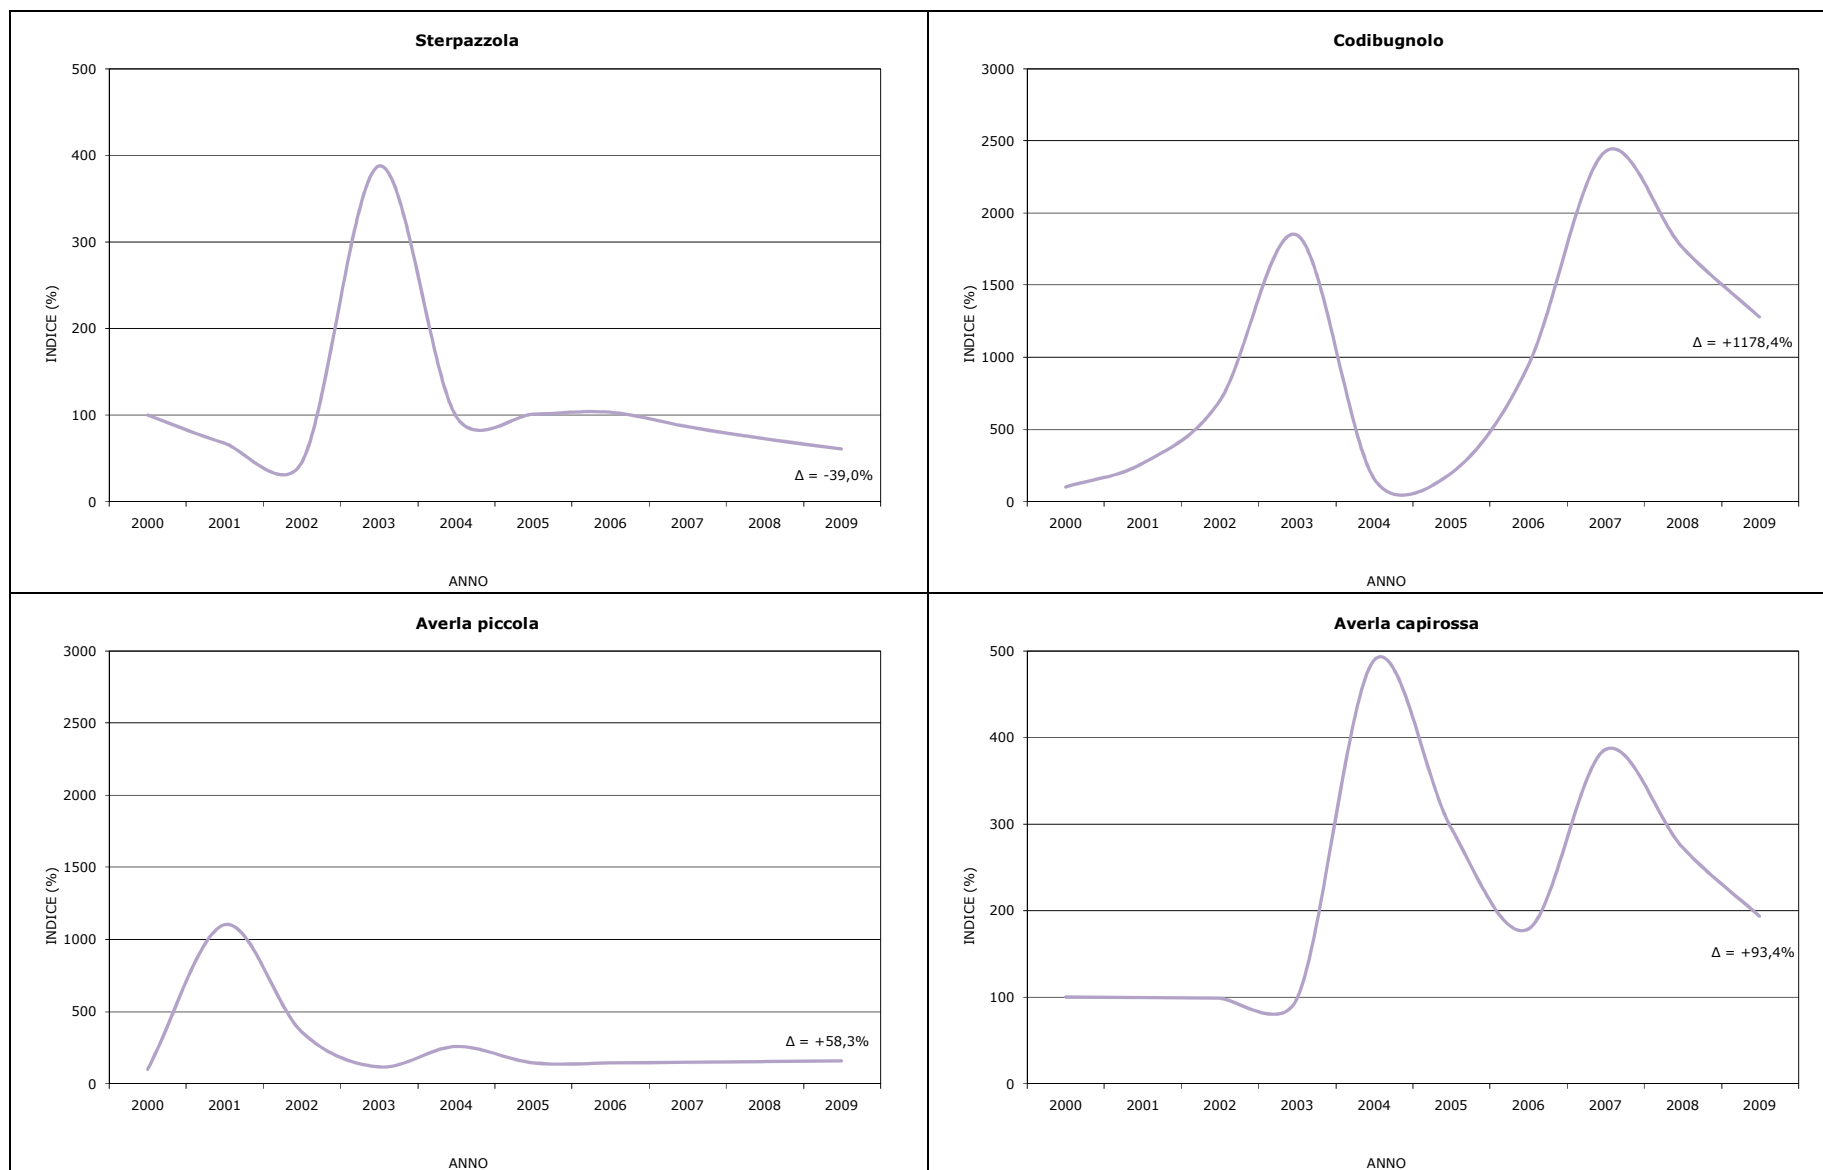 Sterpazzola
500
400
300
200
100
0
INDICE (%)
Δ = -39,0%
2000 2001 2002 2003 2004 2005 2006 2007 2008 2009
ANNO
Codibugnolo
3000
2500
2000
1500
1000
500
0
INDICE (%)
Δ = +1178,4%
2000 2001 2002 2003 2004 2005 2006 2007 2008 2009
ANNO
Averla piccola
3000
2500
2000
1500
1000
500
0
INDICE (%)
Δ = +58,3%
2000 2001 2002 2003 2004 2005 2006 2007 2008 2009
ANNO
Averla capirossa
500
400
300
200
100
0
INDICE (%)
Δ = +93,4%
2000 2001 2002 2003 2004 2005 2006 2007 2008 2009
ANNO